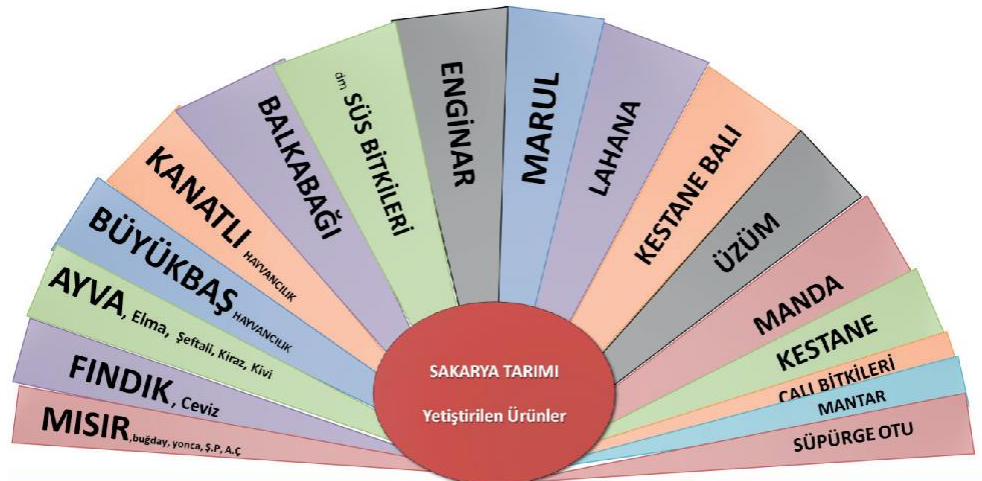 MISIR,buğday, yonca, Ş.P, A.Ç
FINDIK, Ceviz
AYVA, Elma, Şeftali, Kiraz, Kivi
BÜYÜKBAŞ HAYVANCILIK
KANATLI HAYVANCILIK
BALKABAĞI
dm SÜS BİTKİLERİ
ENGİNAR
MARUL
LAHANA
KESTANE BALI
ÜZÜM
MANDA
KESTANE
ÇALI BİTKİLERİ
MANTAR
SÜPÜRGE OTU
SAKARYA TARIMI
Yetiştirilen Ürünler